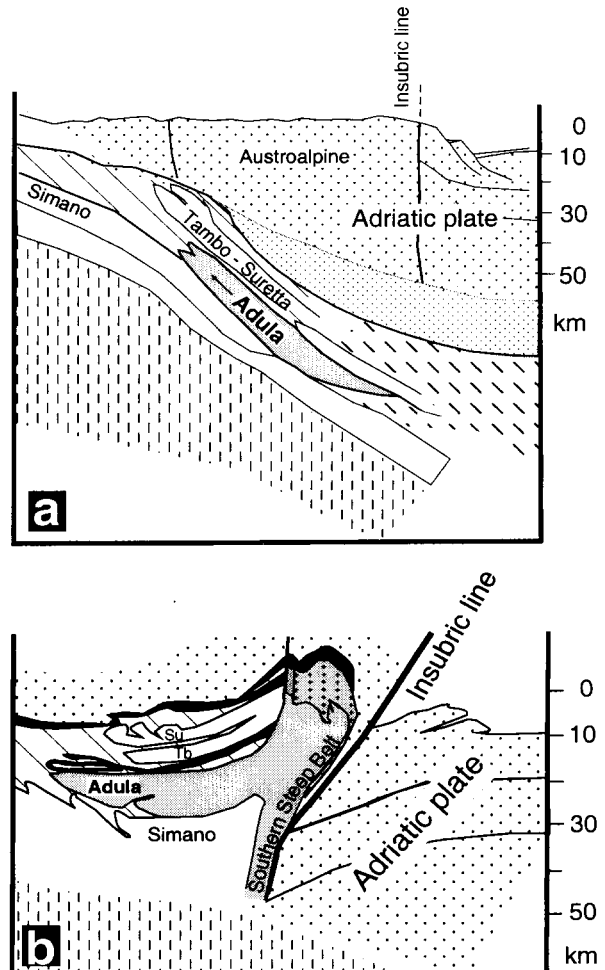 Insubric line
0
10
30
50
km
Austroalpine
Adriatic plate
Simano
Tambo - Suretta
Adula
a
Insubric line
0
10
30
50
km
Su
Tb
Adula
Simano
Southern Steep Belt
Adriatic plate
b